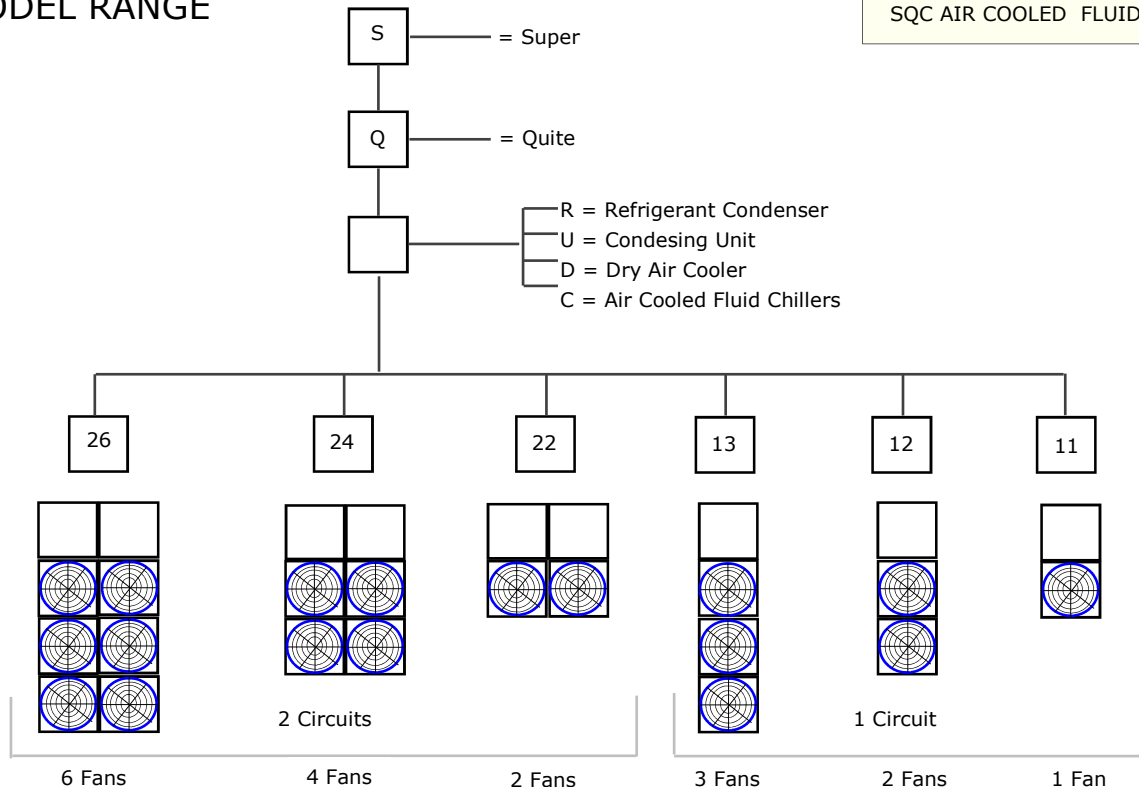 ODEL RANGE
SQC AIR COOLED FLUID
S = Super
Q = Quite
R = Refrigerant Condenser
U = Condesing Unit
D = Dry Air Cooler
C = Air Cooled Fluid Chillers
26 24 22 13 12 11
2 Circuits 1 Circuit
6 Fans 4 Fans 2 Fans 3 Fans 2 Fans 1 Fan